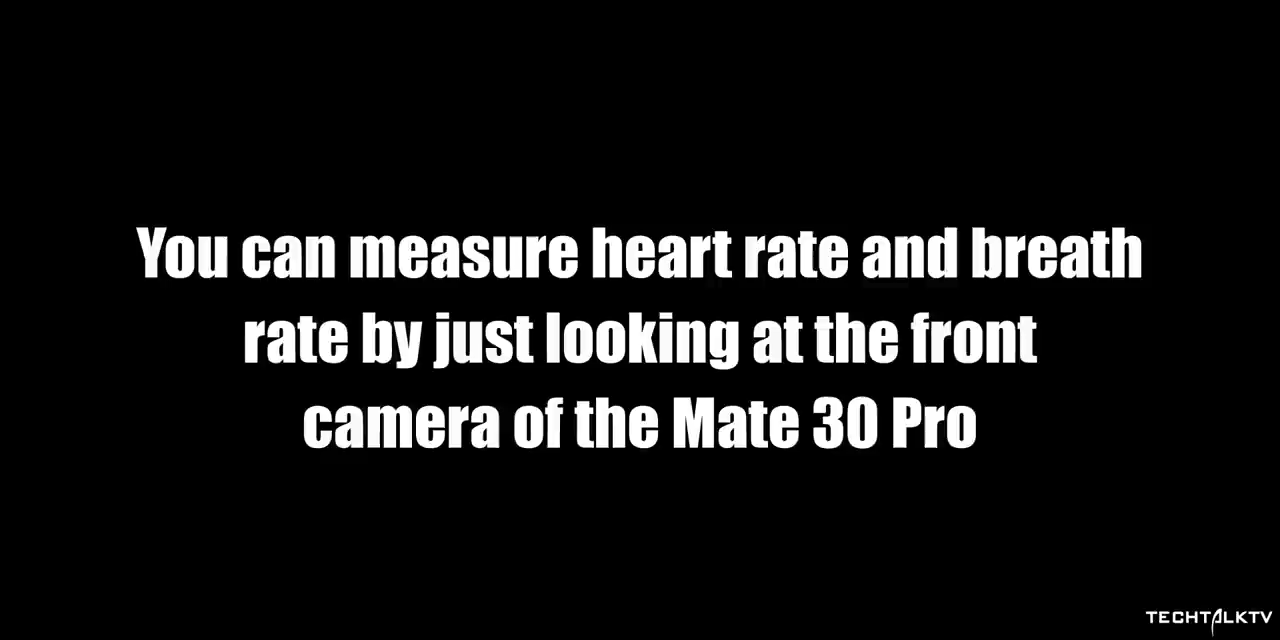 You can measure heart rate and breath
rate by just looking at the front
camera of the Mate 30 Pro
TECHTALKTV